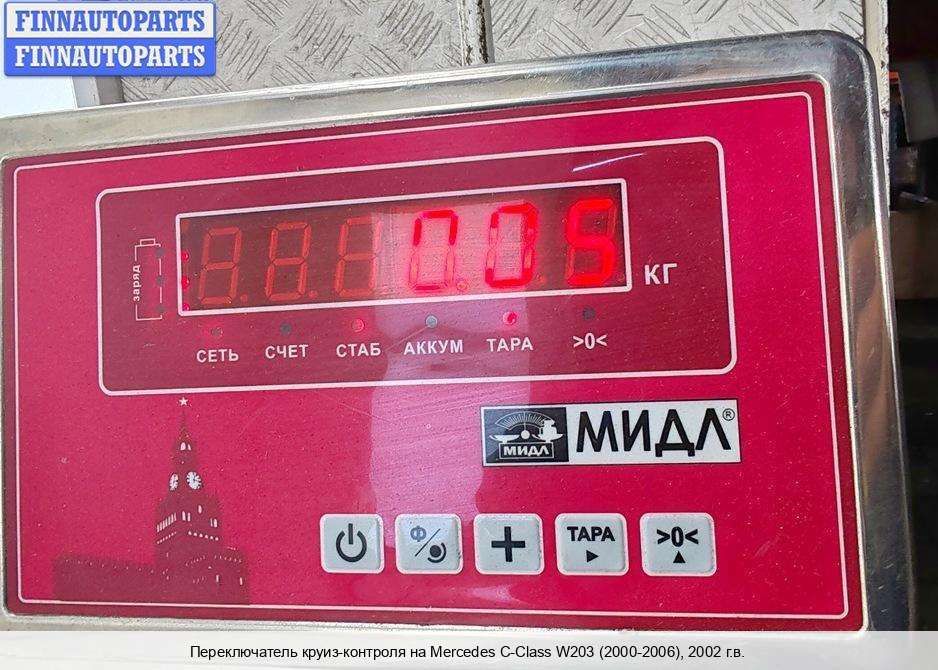 FINNAUTOPARTS
FINNAUTOPARTS
заряд
0.05
КГ
СЕТЬ СЧЕТ СТАБ АККУМ ТАРА >0<
МИДЛ МИДЛ®
Ф ТАРА >0<
Переключатель круиз-контроля на Mercedes C-Class W203 (2000-2006), 2002 г.в.